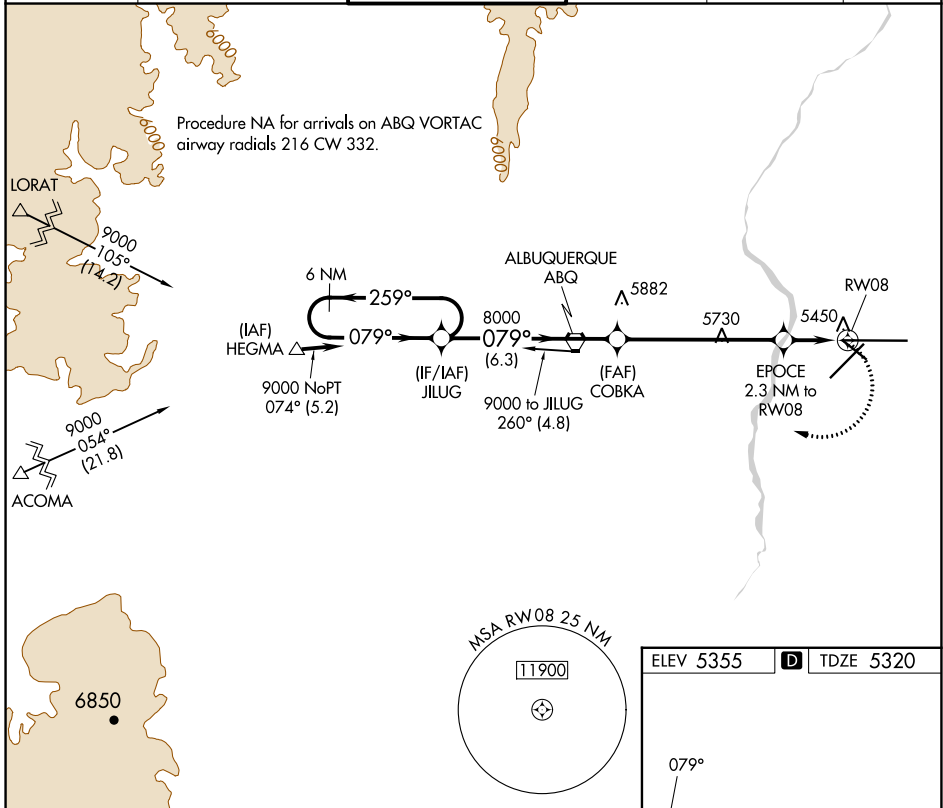 6000
6000
6000
Procedure NA for arrivals on ABQ VORTAC
airway radials 216 CW 332.
LORAT
9000
105°
(14.2)
6 NM
259°
079°
(IAF)
HEGMA
9000 NoPT
074° (5.2)
(IF/IAF)
JILUG
8000
079°
(6.3)
9000 to JILUG
260° (4.8)
ALBUQUERQUE
ABQ
5882
(FAF)
COBKA
5730
5450
RW08
EPOCE
2.3 NM to
RW08
9000
054°
(21.8)
ACOMA
6850
MSA RW08 25 NM
11900
ELEV 5355
D
TDZE 5320
079°